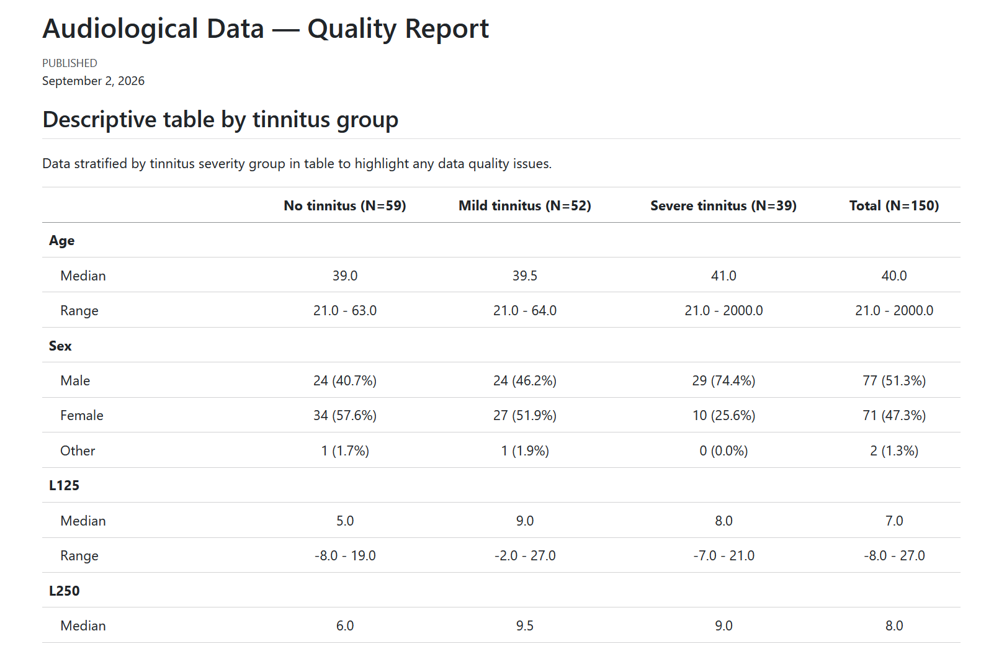 Audiological Data — Quality Report
PUBLISHED
September 2, 2026
Descriptive table by tinnitus group
Data stratified by tinnitus severity group in table to highlight any data quality issues.
No tinnitus (N=59) Mild tinnitus (N=52) Severe tinnitus (N=39) Total (N=150)
Age
Median 39.0 39.5 41.0 40.0
Range 21.0 - 63.0 21.0 - 64.0 21.0 - 2000.0 21.0 - 2000.0
Sex
Male 24 (40.7%) 24 (46.2%) 29 (74.4%) 77 (51.3%)
Female 34 (57.6%) 27 (51.9%) 10 (25.6%) 71 (47.3%)
Other 1 (1.7%) 1 (1.9%) 0 (0.0%) 2 (1.3%)
L125
Median 5.0 9.0 8.0 7.0
Range -8.0 - 19.0 -2.0 - 27.0 -7.0 - 21.0 -8.0 - 27.0
L250
Median 6.0 9.5 9.0 8.0